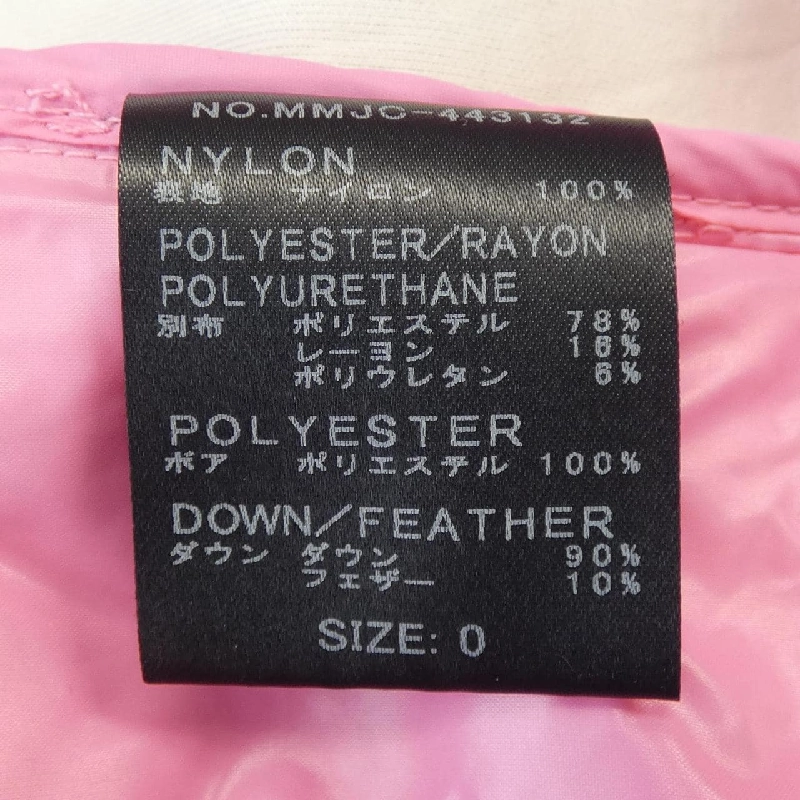 NO.MMJC-443132
NYLON
表地 ナイロン 100%
POLYESTER/RAYON
POLYURETHANE
別布 ポリエステル 78%
レーヨン 16%
ポリウレタン 6%
POLYESTER
ボア ポリエステル 100%
DOWN/FEATHER
ダウン ダウン 90%
フェザー 10%
SIZE: 0